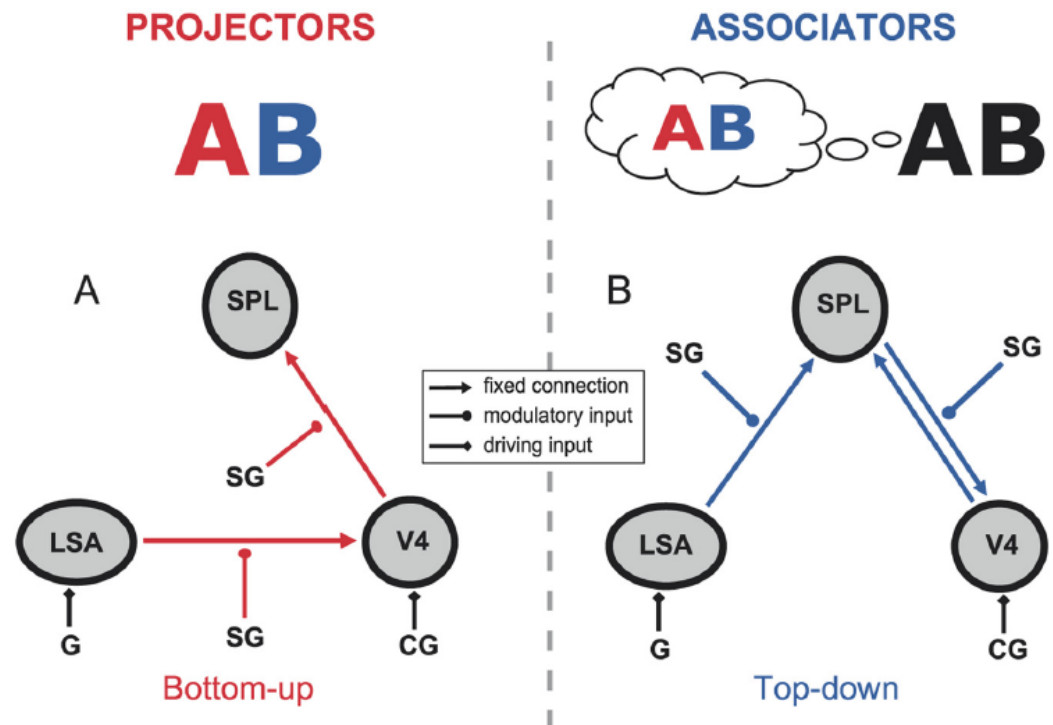 PROJECTORS
AB
A
SPL
SG
LSA
V4
G
SG
CG
Bottom-up
fixed connection
modulatory input
driving input
ASSOCIATORS
AB
AB
B
SPL
SG
SG
LSA
V4
G
CG
Top-down